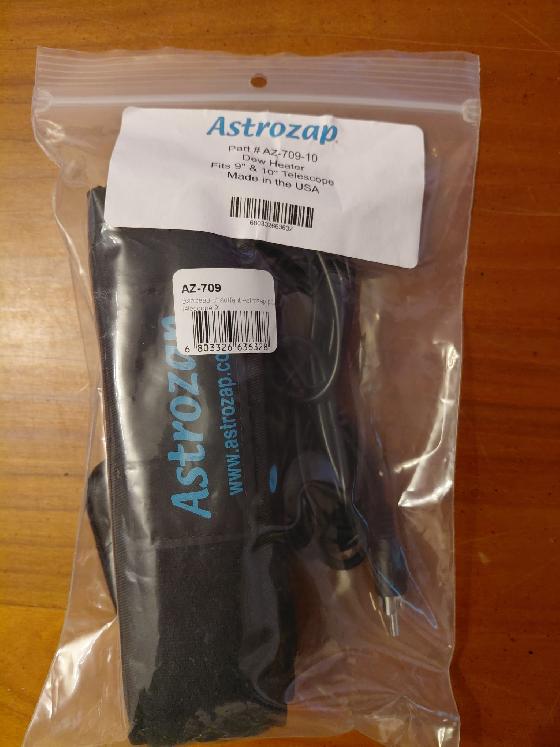 Astrozap
Part # AZ-709-10
Dew Heater
Fits 9" & 10" Telescope
Made in the USA
AZ-709
6 803326 636328
Astrozap
www.astrozap.co